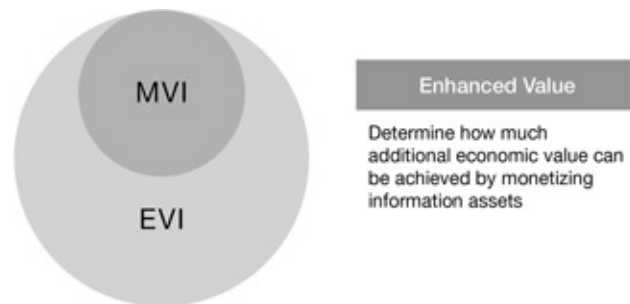 MVI
EVI
Enhanced Value
Determine how much
additional economic value can
be achieved by monetizing
information assets